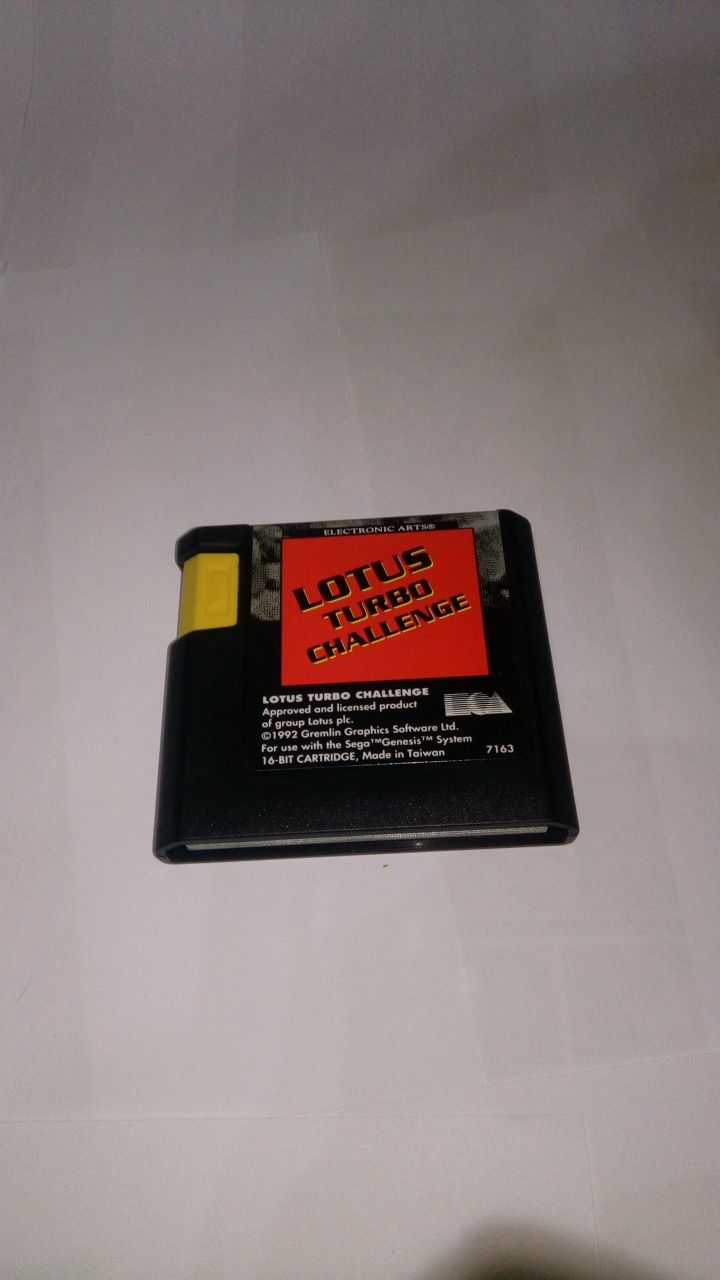 ELECTRONIC ARTS®
LOTUS
TURBO
CHALLENGE
LOTUS TURBO CHALLENGE
Approved and licensed product
of group Lotus plc.
©1992 Gremlin Graphics Software Ltd.
For use with the Sega™Genesis™ System
16-BIT CARTRIDGE, Made in Taiwan
EA
7163